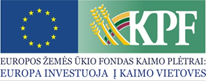 KPF
EUROPOS ŽEMĖS ŪKIO FONDAS KAIMO PLĖTRAI:
EUROPA INVESTUOJA Į KAIMO VIETOVES